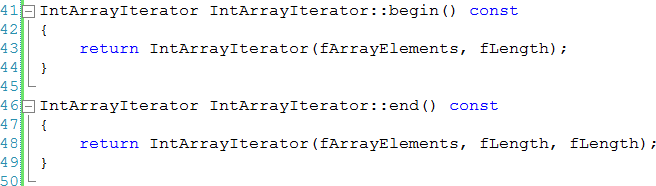 41 IntArrayIterator IntArrayIterator::begin() const
42 {
43 return IntArrayIterator(fArrayElements, fLength);
44 }
45
46 IntArrayIterator IntArrayIterator::end() const
47 {
48 return IntArrayIterator(fArrayElements, fLength, fLength);
49 }
50